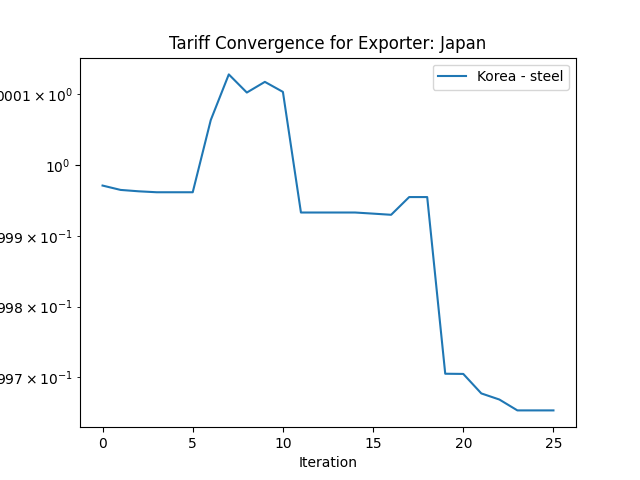 Tariff Convergence for Exporter: Japan
Korea - steel
0001 × 10⁰
10⁰
999 × 10⁻¹
998 × 10⁻¹
997 × 10⁻¹
0 5 10 15 20 25
Iteration